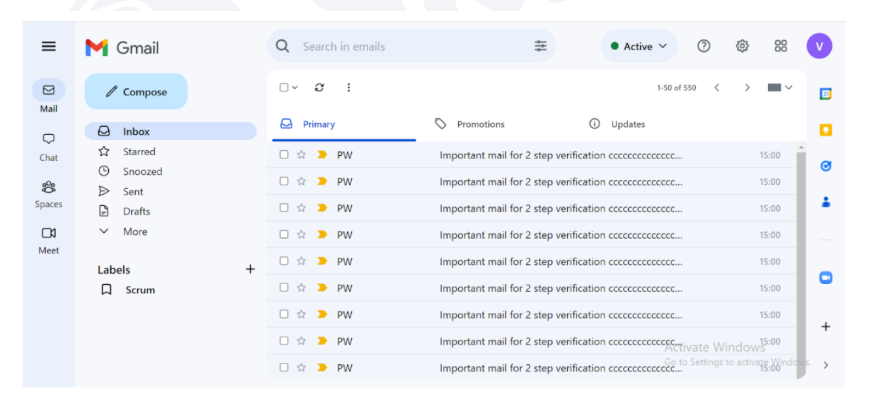 Gmail
Search in emails
Active
V
Compose
1-50 of 550
Mail
Primary
Promotions
Updates
Inbox
Starred
Chat
Snoozed
Sent
Spaces
Drafts
More
Meet
Labels
Scrum
PW Important mail for 2 step verification cccccccccccccc... 15:00
PW Important mail for 2 step verification cccccccccccccc... 15:00
PW Important mail for 2 step verification cccccccccccccc... 15:00
PW Important mail for 2 step verification cccccccccccccc... 15:00
PW Important mail for 2 step verification cccccccccccccc... 15:00
PW Important mail for 2 step verification cccccccccccccc... 15:00
PW Important mail for 2 step verification cccccccccccccc... 15:00
PW Important mail for 2 step verification cccccccccccccc... 15:00
PW Important mail for 2 step verification cccccccccccccc... 15:00
Activate Windows
Go to Settings to activate Windows.